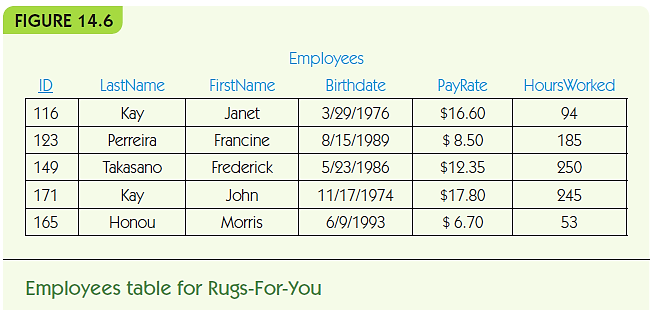 FIGURE 14.6
Employees
ID LastName FirstName Birthdate PayRate HoursWorked
116 Kay Janet 3/29/1976 $16.60 94
123 Perreira Francine 8/15/1989 $ 8.50 185
149 Takasano Frederick 5/23/1986 $12.35 250
171 Kay John 11/17/1974 $17.80 245
165 Honou Morris 6/9/1993 $ 6.70 53
Employees table for Rugs-For-You